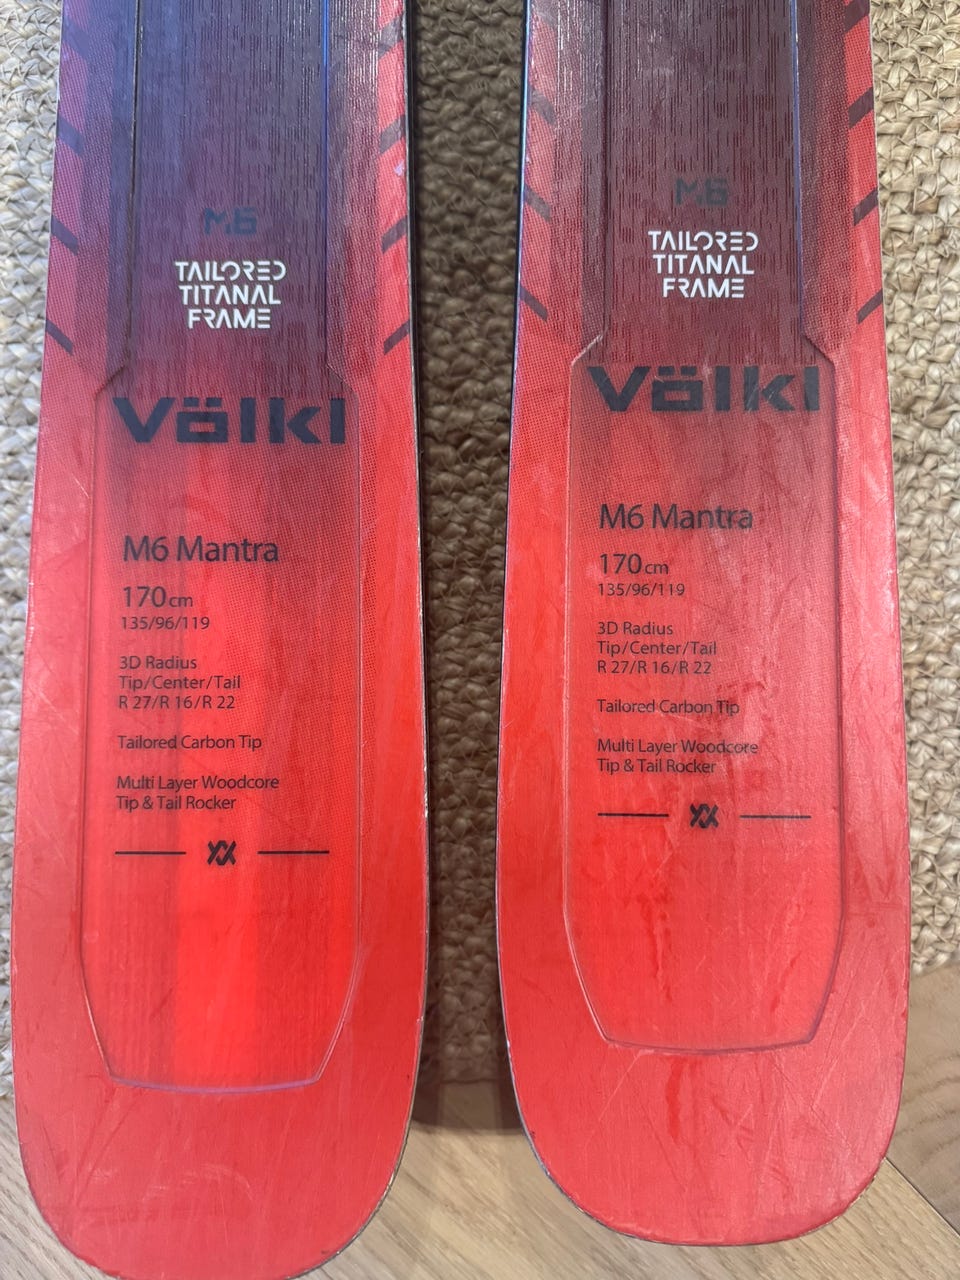 M6
TAILORED
TITANAL
FRAME
Völkl
M6 Mantra
170cm
135/96/119
3D Radius
Tip/Center/Tail
R 27/R 16/R 22
Tailored Carbon Tip
Multi Layer Woodcore
Tip & Tail Rocker
M6
TAILORED
TITANAL
FRAME
Völkl
M6 Mantra
170cm
135/96/119
3D Radius
Tip/Center/Tail
R 27/R 16/R 22
Tailored Carbon Tip
Multi Layer Woodcore
Tip & Tail Rocker